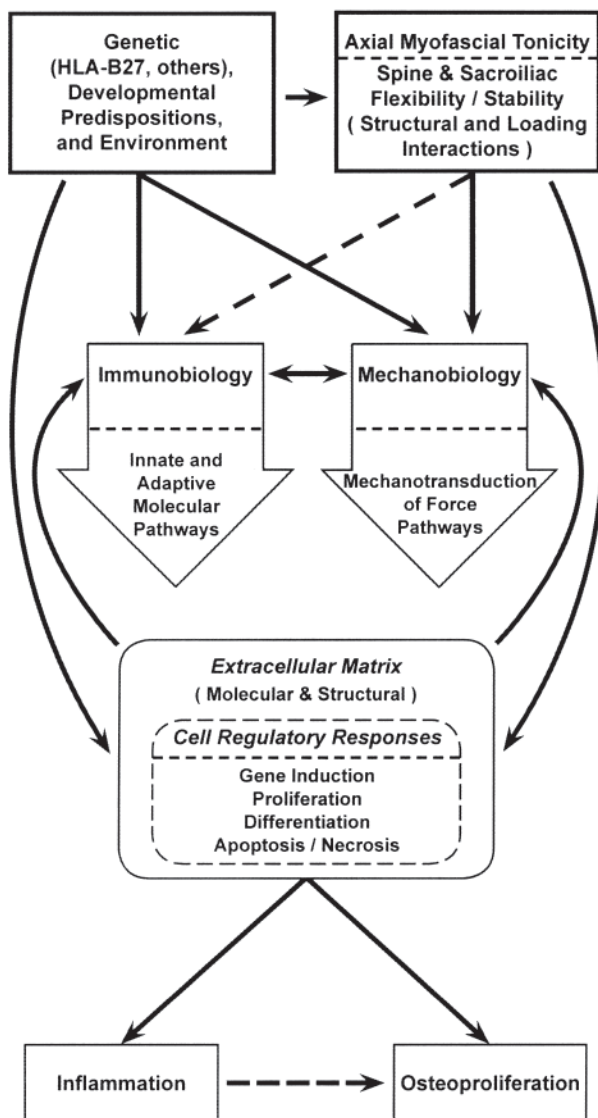 Genetic
(HLA-B27, others),
Developmental
Predispositions,
and Environment
Axial Myofascial Tonicity
Spine & Sacroiliac
Flexibility / Stability
( Structural and Loading
Interactions )
Immunobiology
Innate and
Adaptive
Molecular
Pathways
Mechanobiology
Mechanotransduction
of Force
Pathways
Extracellular Matrix
( Molecular & Structural )
Cell Regulatory Responses
Gene Induction
Proliferation
Differentiation
Apoptosis / Necrosis
Inflammation
Osteoproliferation